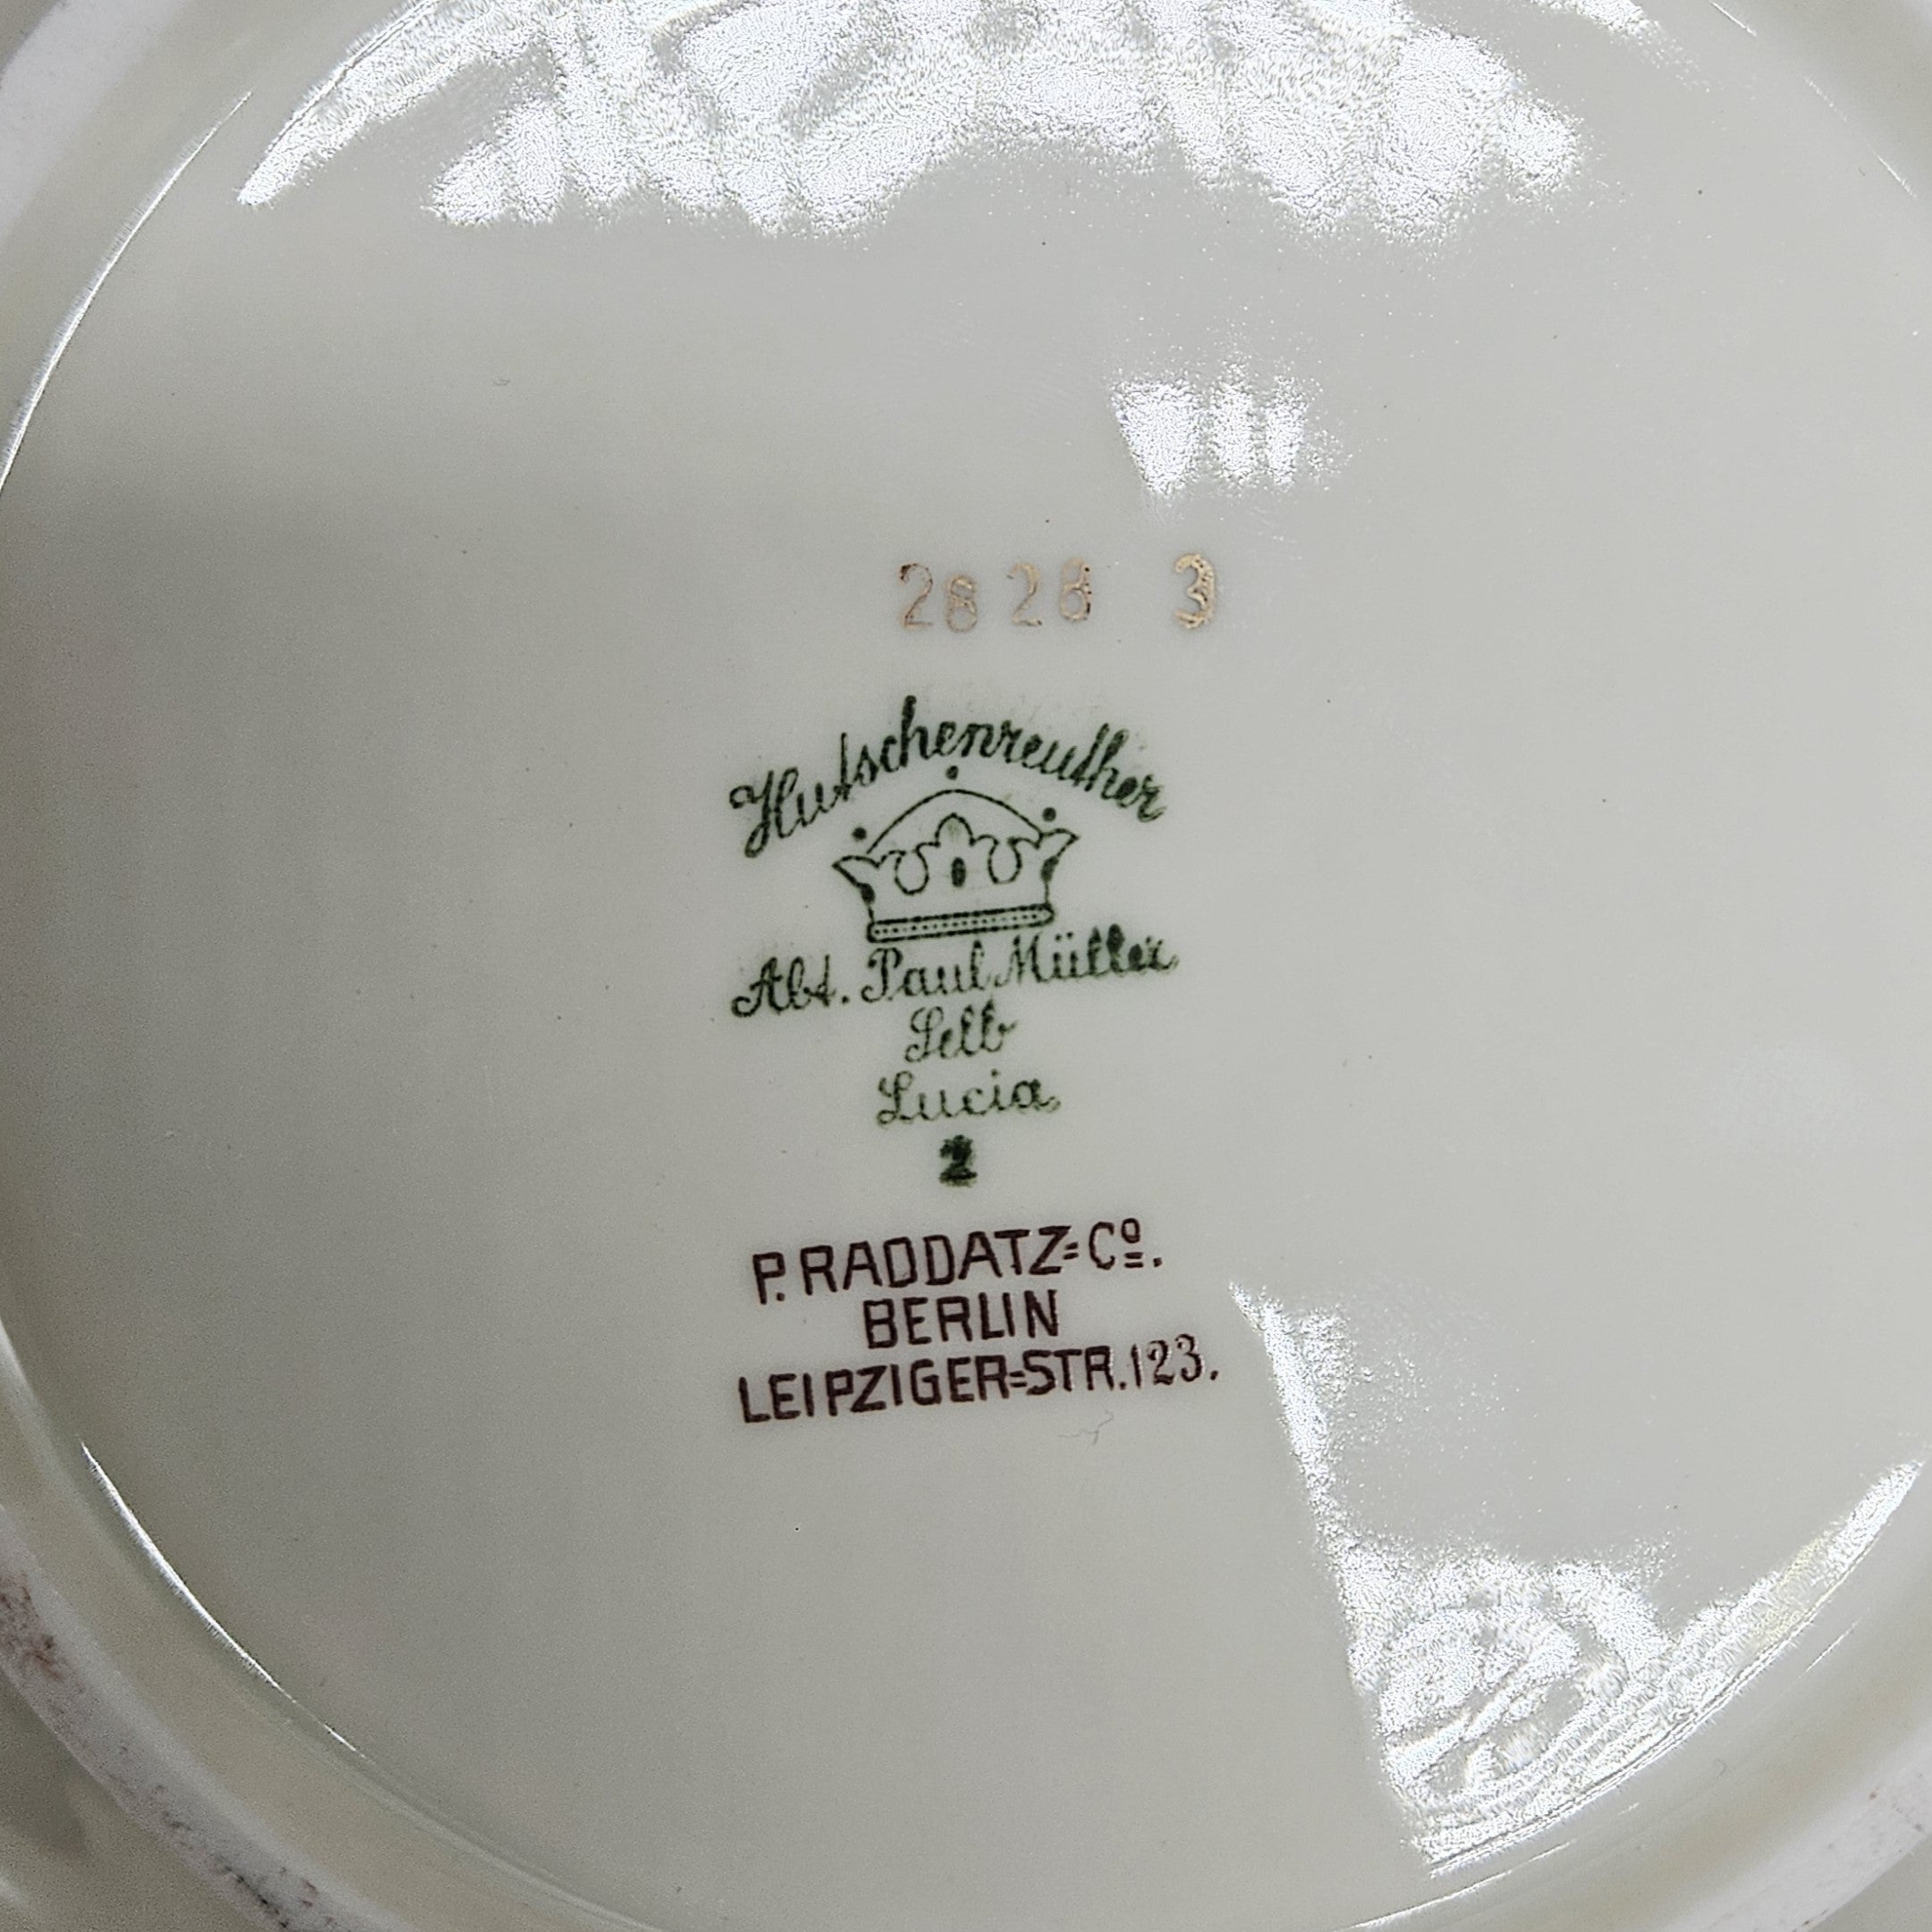 2828 3
Hutschenreuther
Abt. Paul Müller
Selb
Lucia
2
P. RADDATZ=Cº.
BERLIN
LEIPZIGER=STR.123.